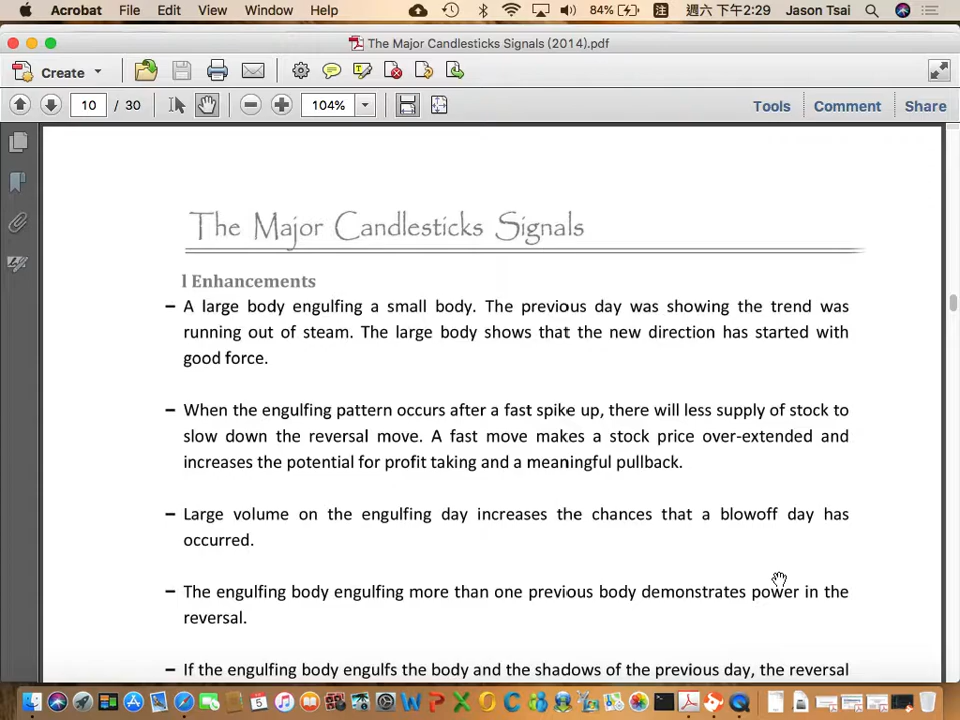 Acrobat File Edit View Window Help 84% 注 週六 下午2:29 Jason Tsai
The Major Candlesticks Signals (2014).pdf
Create
10 / 30 104% Tools Comment Share
The Major Candlesticks Signals
l Enhancements
– A large body engulfing a small body. The previous day was showing the trend was
running out of steam. The large body shows that the new direction has started with
good force.
– When the engulfing pattern occurs after a fast spike up, there will less supply of stock to
slow down the reversal move. A fast move makes a stock price over-extended and
increases the potential for profit taking and a meaningful pullback.
– Large volume on the engulfing day increases the chances that a blowoff day has
occurred.
– The engulfing body engulfing more than one previous body demonstrates power in the
reversal.
– If the engulfing body engulfs the body and the shadows of the previous day, the reversal